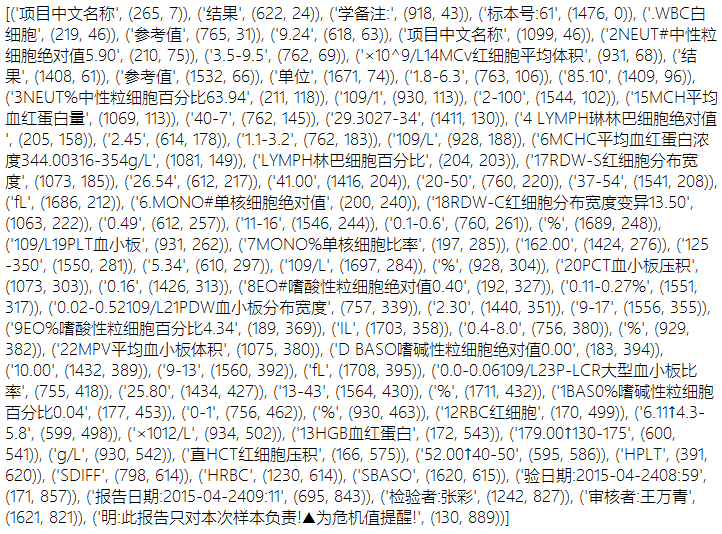 [('项目中文名称', (265, 7)), ('结果', (622, 24)), ('学备注:', (918, 43)), ('标本号:61', (1476, 0)), ('.WBC白
细胞', (219, 46)), ('参考值', (765, 31)), ('9.24', (618, 63)), ('项目中文名称', (1099, 46)), ('2NEUT#中性粒
细胞绝对值5.90', (210, 75)), ('3.5-9.5', (762, 69)), ('×10^9/L14MCv红细胞平均体积', (931, 68)), ('结
果', (1408, 61)), ('参考值', (1532, 66)), ('单位', (1671, 74)), ('1.8-6.3', (763, 106)), ('85.10', (1409, 96)),
('3NEUT%中性粒细胞百分比63.94', (211, 118)), ('109/1', (930, 113)), ('2-100', (1544, 102)), ('15MCH平均
血红蛋白量', (1069, 113)), ('40-7', (762, 145)), ('29.3027-34', (1411, 130)), ('4 LYMPH琳林巴细胞绝对值
', (205, 158)), ('2.45', (614, 178)), ('1.1-3.2', (762, 183)), ('109/L', (928, 188)), ('6MCHC平均血红蛋白浓
度344.00316-354g/L', (1081, 149)), ('LYMPH林巴细胞百分比', (204, 203)), ('17RDW-S红细胞分布宽
度', (1073, 185)), ('26.54', (612, 217)), ('41.00', (1416, 204)), ('20-50', (760, 220)), ('37-54', (1541, 208)),
('fL', (1686, 212)), ('6.MONO#单核细胞绝对值', (200, 240)), ('18RDW-C红细胞分布宽度变异13.50',
(1063, 222)), ('0.49', (612, 257)), ('11-16', (1546, 244)), ('0.1-0.6', (760, 261)), ('%', (1689, 248)),
('109/L19PLT血小板', (931, 262)), ('7MONO%单核细胞比率', (197, 285)), ('162.00', (1424, 276)), ('125
-350', (1550, 281)), ('5.34', (610, 297)), ('109/L', (1697, 284)), ('%', (928, 304)), ('20PCT血小板压积',
(1073, 303)), ('0.16', (1426, 313)), ('8EO#嗜酸性粒细胞绝对值0.40', (192, 327)), ('0.11-0.27%', (1551,
317)), ('0.02-0.52109/L21PDW血小板分布宽度', (757, 339)), ('2.30', (1440, 351)), ('9-17', (1556, 355)),
('9EO%嗜酸性粒细胞百分比4.34', (189, 369)), ('IL', (1703, 358)), ('0.4-8.0', (756, 380)), ('%', (929,
382)), ('22MPV平均血小板体积', (1075, 380)), ('D BASO嗜碱性粒细胞绝对值0.00', (183, 394)),
('10.00', (1432, 389)), ('9-13', (1560, 392)), ('fL', (1708, 395)), ('0.0-0.06109/L23P-LCR大型血小板比
率', (755, 418)), ('25.80', (1434, 427)), ('13-43', (1564, 430)), ('%', (1711, 432)), ('1BAS0%嗜碱性粒细胞
百分比0.04', (177, 453)), ('0-1', (756, 462)), ('%', (930, 463)), ('12RBC红细胞', (170, 499)), ('6.11↑4.3-
5.8', (599, 498)), ('×1012/L', (934, 502)), ('13HGB血红蛋白', (172, 543)), ('179.00↑130-175', (600,
541)), ('g/L', (930, 542)), ('直HCT红细胞压积', (166, 575)), ('52.00↑40-50', (595, 586)), ('HPLT', (391,
620)), ('SDIFF', (798, 614)), ('HRBC', (1230, 614)), ('SBASO', (1620, 615)), ('验日期:2015-04-2408:59',
(171, 857)), ('报告日期:2015-04-2409:11', (695, 843)), ('检验者:张彩', (1242, 827)), ('审核者:王万青',
(1621, 821)), ('明:此报告只对本次样本负责!▲为危机值提醒!', (130, 889))]